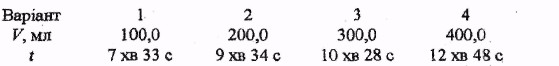 Варіант 1 2 3 4
V, мл 100,0 200,0 300,0 400,0
t 7 хв 33 с 9 хв 34 с 10 хв 28 с 12 хв 48 с